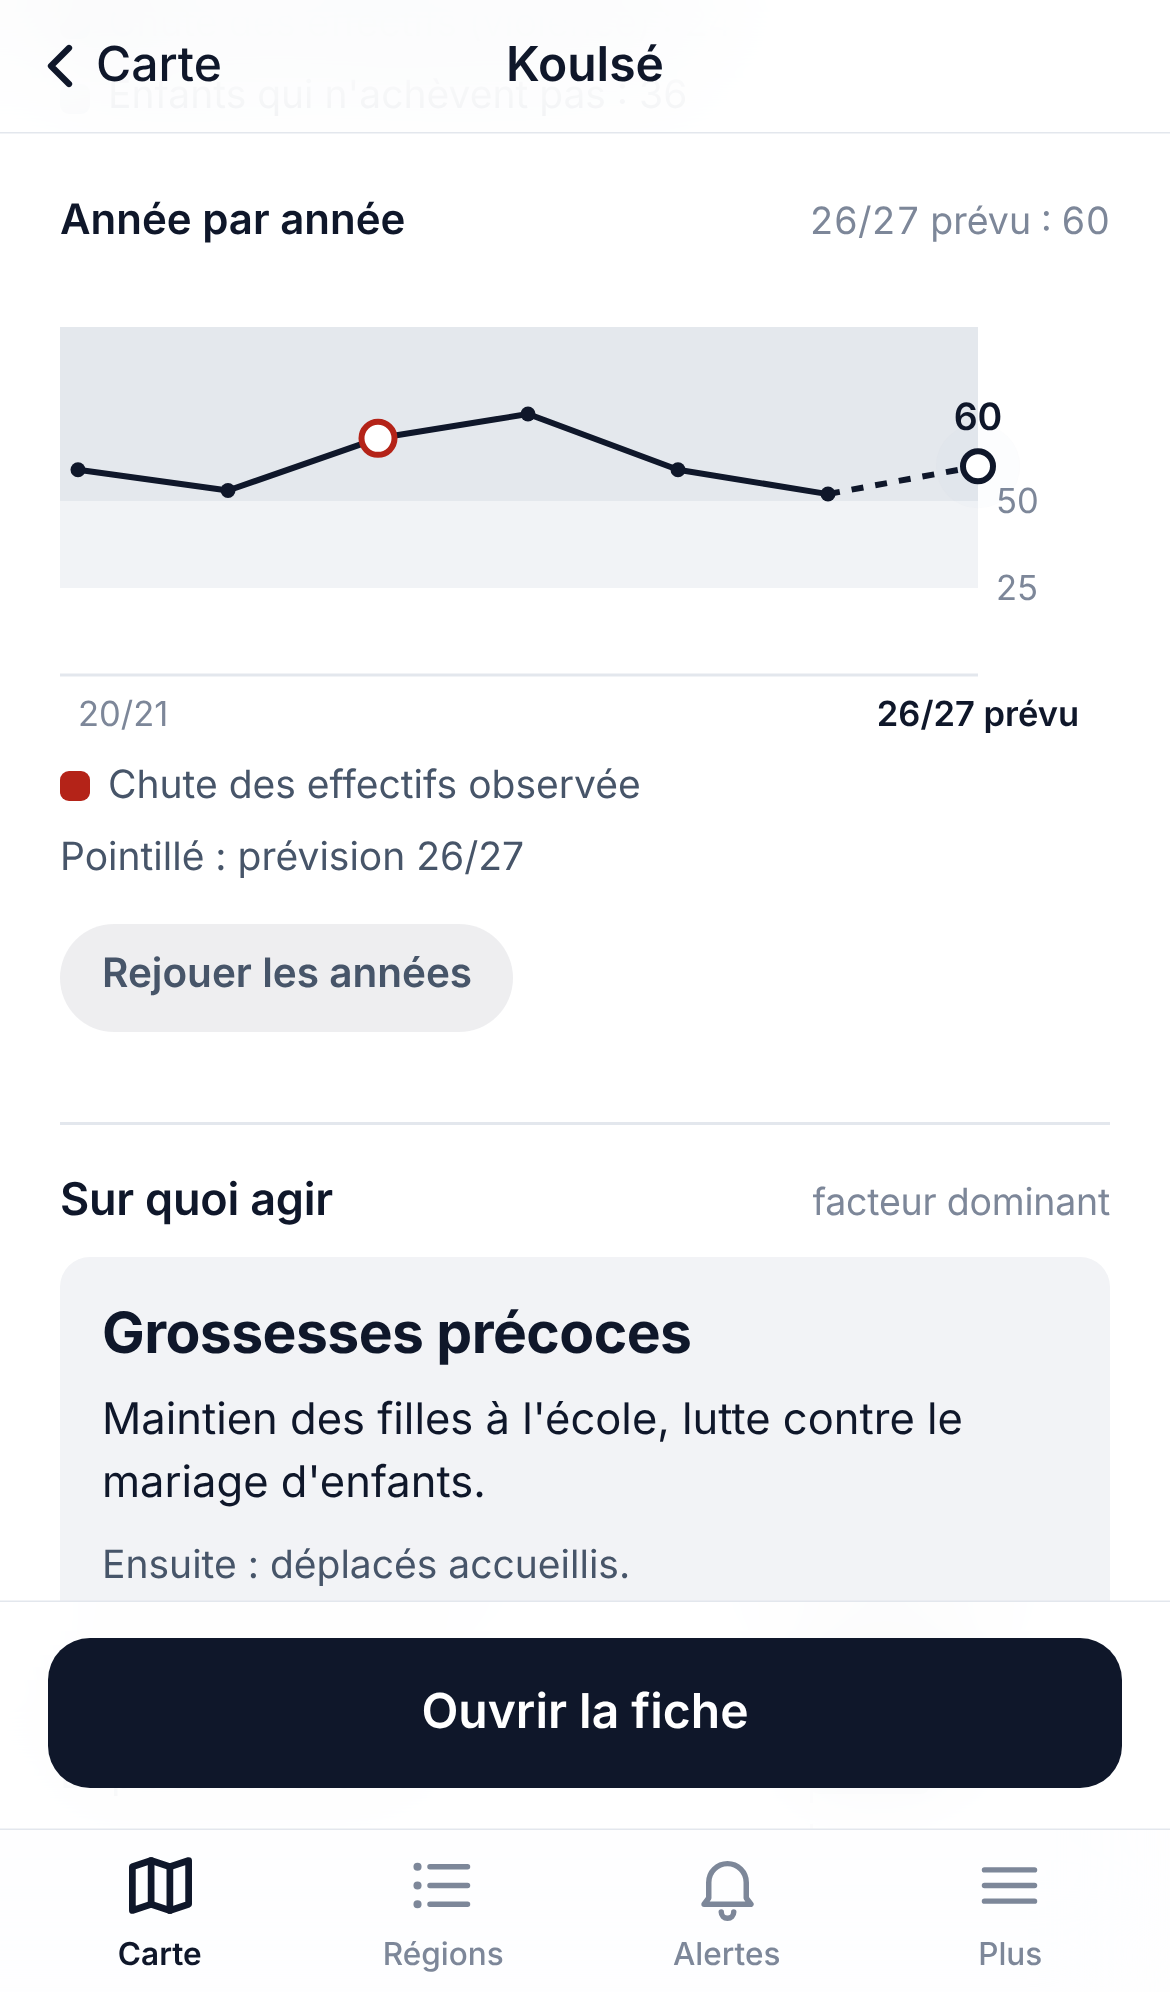 Carte
Koulsé
Enfants qui n'achèvent pas : 36
Année par année
26/27 prévu : 60
60
50
25
20/21
26/27 prévu
Chute des effectifs observée
Pointillé : prévision 26/27
Rejouer les années
Sur quoi agir
facteur dominant
Grossesses précoces
Maintien des filles à l'école, lutte contre le
mariage d'enfants.
Ensuite : déplacés accueillis.
Ouvrir la fiche
Carte
Régions
Alertes
Plus